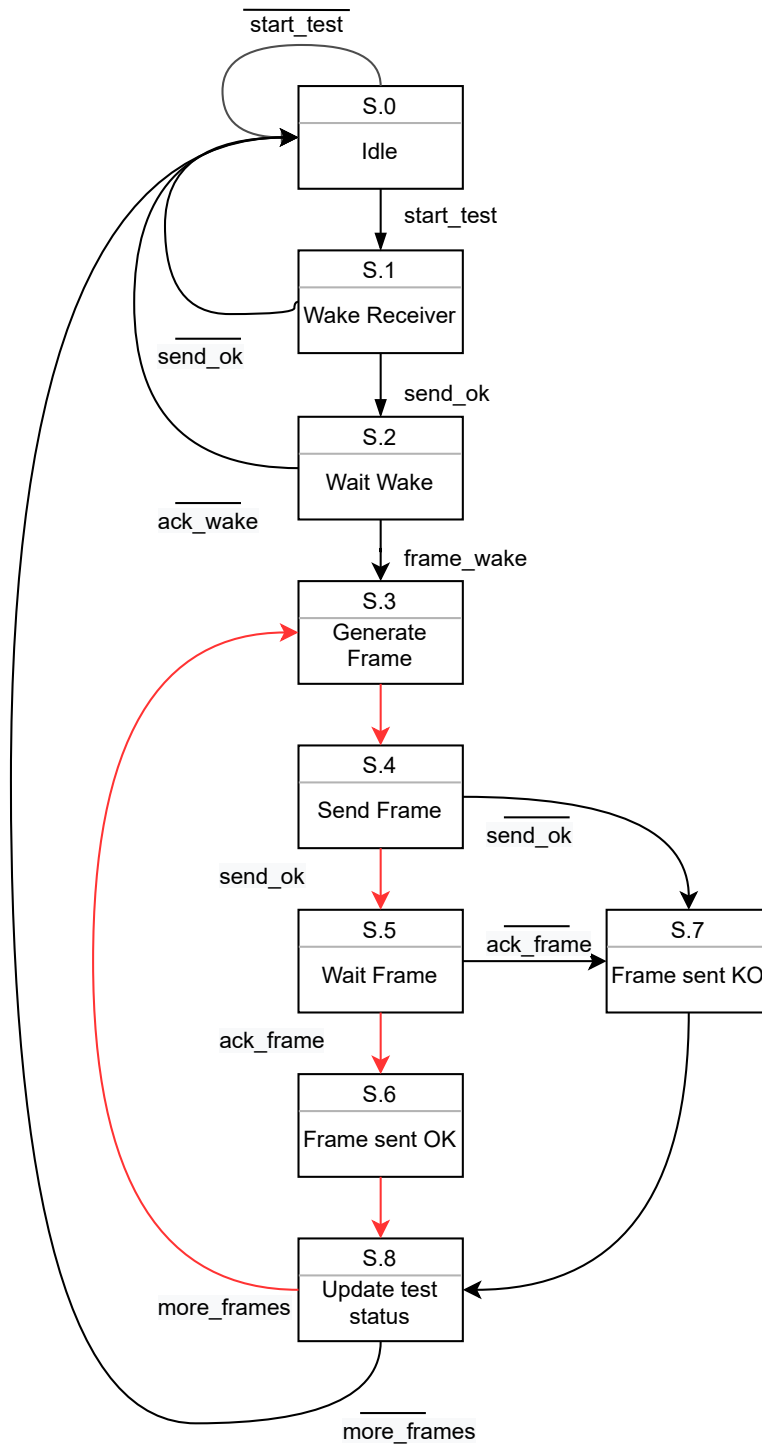 start_test
S.0
Idle
start_test
S.1
Wake Receiver
send_ok
send_ok
S.2
Wait Wake
ack_wake
frame_wake
S.3
Generate
Frame
S.4
Send Frame
send_ok
send_ok
S.5
Wait Frame
ack_frame
S.7
Frame sent KO
ack_frame
S.6
Frame sent OK
S.8
Update test
status
more_frames
more_frames